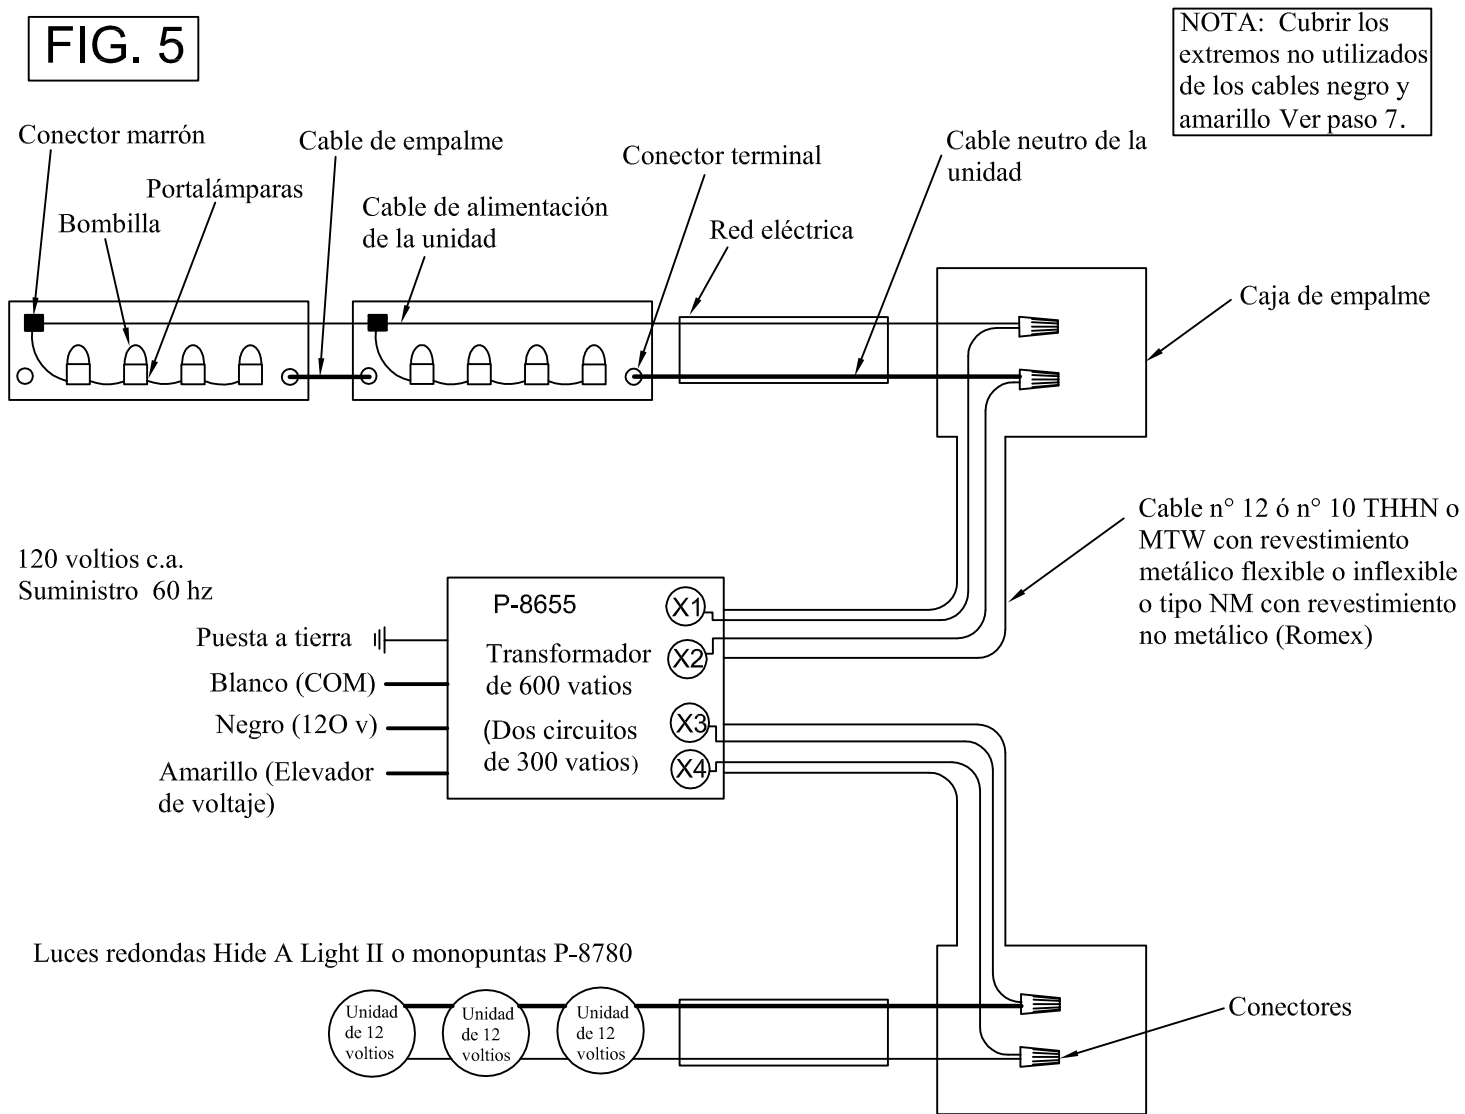 FIG. 5
NOTA: Cubrir los
extremos no utilizados
de los cables negro y
amarillo Ver paso 7.
Conector marrón
Cable de empalme
Conector terminal
Cable neutro de la
unidad
Portalámparas
Bombilla
Cable de alimentación
de la unidad
Red eléctrica
Caja de empalme
Cable n° 12 ó n° 10 THHN o
MTW con revestimiento
metálico flexible o inflexible
o tipo NM con revestimiento
no metálico (Romex)
120 voltios c.a.
Suministro 60 hz
Puesta a tierra
Blanco (COM)
Negro (12O v)
Amarillo (Elevador
de voltaje)
P-8655
Transformador
de 600 vatios
(Dos circuitos
de 300 vatios)
X1
X2
X3
X4
Luces redondas Hide A Light II o monopuntas P-8780
Unidad
de 12
voltios
Unidad
de 12
voltios
Unidad
de 12
voltios
Conectores